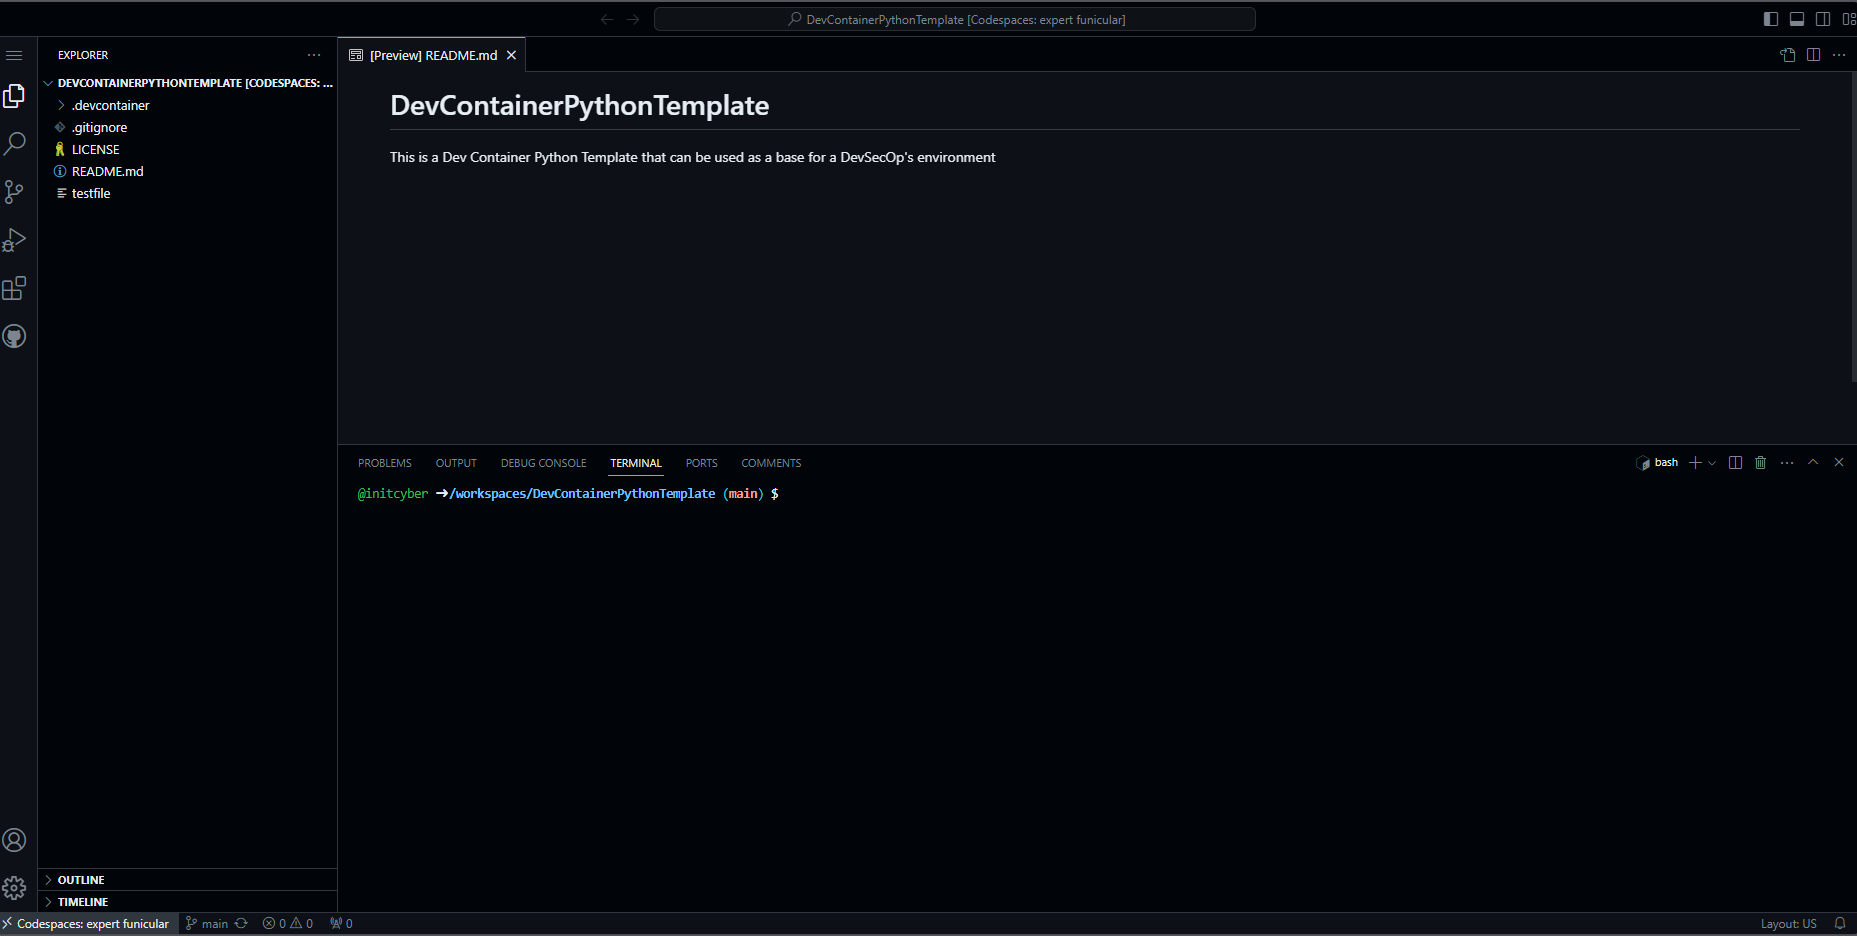 DevContainerPythonTemplate [Codespaces: expert funicular]
EXPLORER
DEVCONTAINERPYTHONTEMPLATE [CODESPACES: ...
.devcontainer
.gitignore
LICENSE
README.md
testfile
OUTLINE
TIMELINE
[Preview] README.md
DevContainerPythonTemplate
This is a Dev Container Python Template that can be used as a base for a DevSecOp's environment
PROBLEMS OUTPUT DEBUG CONSOLE TERMINAL PORTS COMMENTS
bash
@initcyber ➜/workspaces/DevContainerPythonTemplate (main) $
Codespaces: expert funicular main 0 0 0 Layout: US